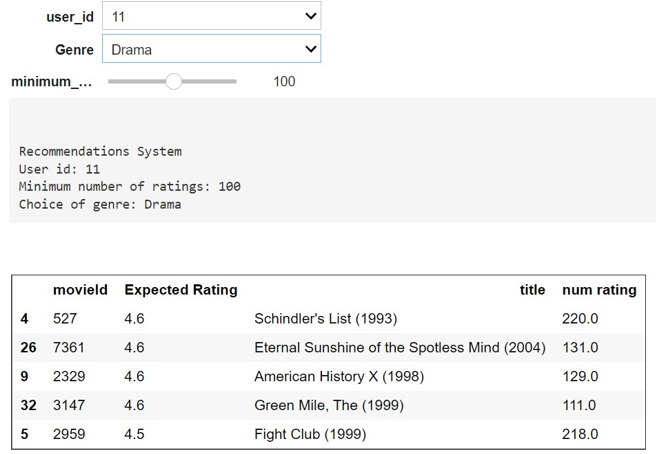 user_id 11
Genre Drama
minimum_... 100
Recommendations System
User id: 11
Minimum number of ratings: 100
Choice of genre: Drama
movieId Expected Rating title num rating
4 527 4.6 Schindler's List (1993) 220.0
26 7361 4.6 Eternal Sunshine of the Spotless Mind (2004) 131.0
9 2329 4.6 American History X (1998) 129.0
32 3147 4.6 Green Mile, The (1999) 111.0
5 2959 4.5 Fight Club (1999) 218.0